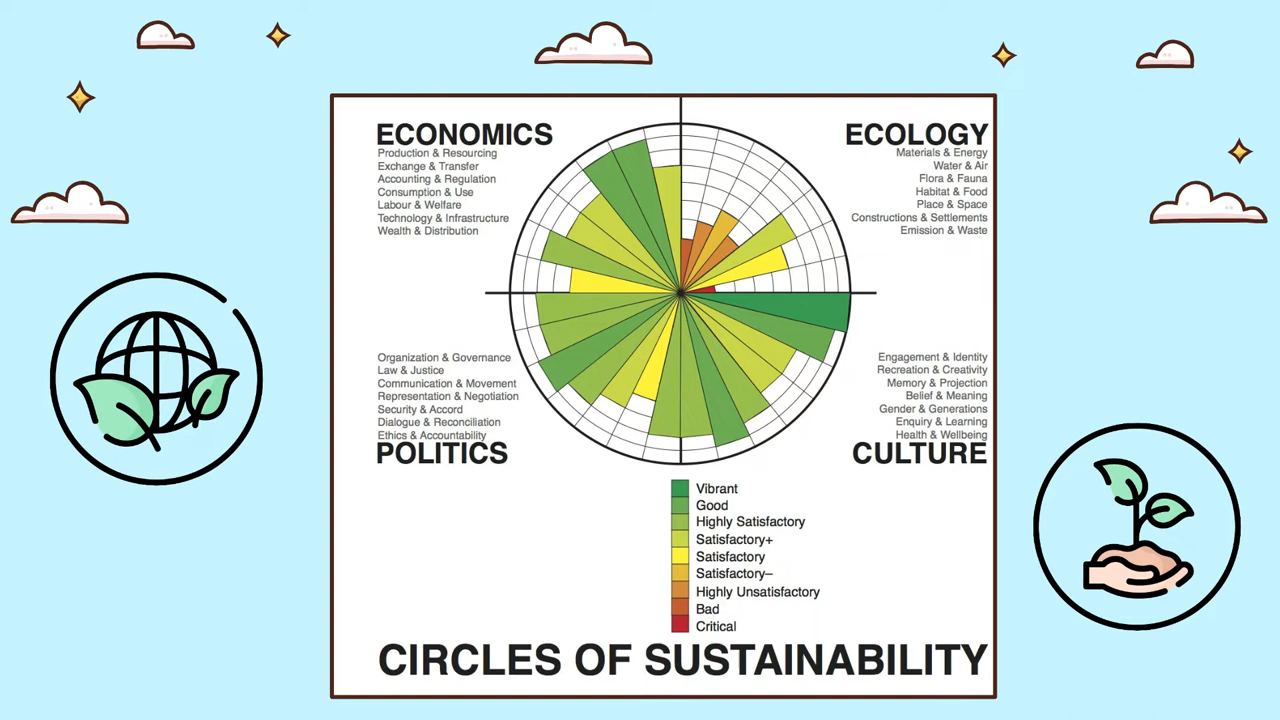 ECONOMICS
Production & Resourcing
Exchange & Transfer
Accounting & Regulation
Consumption & Use
Labour & Welfare
Technology & Infrastructure
Wealth & Distribution
ECOLOGY
Materials & Energy
Water & Air
Flora & Fauna
Habitat & Food
Place & Space
Constructions & Settlements
Emission & Waste
Organization & Governance
Law & Justice
Communication & Movement
Representation & Negotiation
Security & Accord
Dialogue & Reconciliation
Ethics & Accountability
POLITICS
Engagement & Identity
Recreation & Creativity
Memory & Projection
Belief & Meaning
Gender & Generations
Enquiry & Learning
Health & Wellbeing
CULTURE
Vibrant
Good
Highly Satisfactory
Satisfactory+
Satisfactory
Satisfactory–
Highly Unsatisfactory
Bad
Critical
CIRCLES OF SUSTAINABILITY